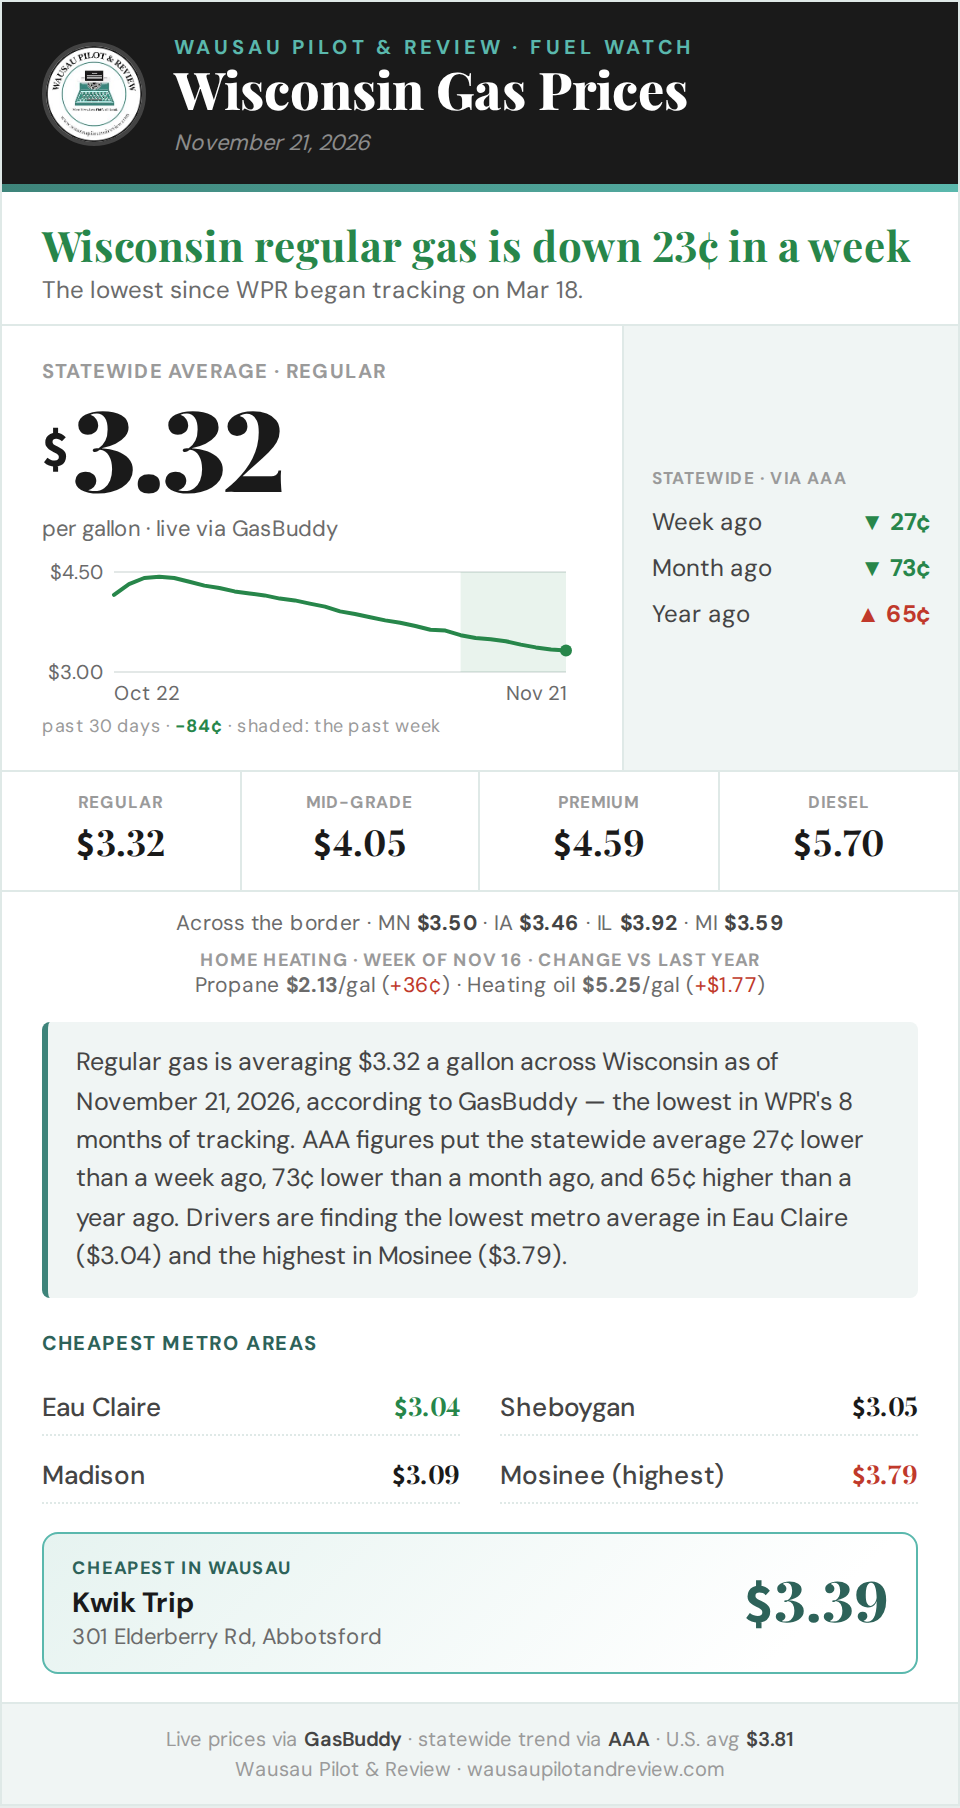 WAUSAU PILOT & REVIEW
WAUSAU PILOT & REVIEW · FUEL WATCH
Wisconsin Gas Prices
November 21, 2026
Wisconsin regular gas is down 23¢ in a week
The lowest since WPR began tracking on Mar 18.
STATEWIDE AVERAGE · REGULAR
$3.32
per gallon · live via GasBuddy
$4.50
$3.00
Oct 22 Nov 21
past 30 days · −84¢ · shaded: the past week
STATEWIDE · VIA AAA
Week ago ▼ 27¢
Month ago ▼ 73¢
Year ago ▲ 65¢
REGULAR MID-GRADE PREMIUM DIESEL
$3.32 $4.05 $4.59 $5.70
Across the border · MN $3.50 · IA $3.46 · IL $3.92 · MI $3.59
HOME HEATING · WEEK OF NOV 16 · CHANGE VS LAST YEAR
Propane $2.13/gal (+36¢) · Heating oil $5.25/gal (+$1.77)
Regular gas is averaging $3.32 a gallon across Wisconsin as of
November 21, 2026, according to GasBuddy — the lowest in WPR's 8
months of tracking. AAA figures put the statewide average 27¢ lower
than a week ago, 73¢ lower than a month ago, and 65¢ higher than a
year ago. Drivers are finding the lowest metro average in Eau Claire
($3.04) and the highest in Mosinee ($3.79).
CHEAPEST METRO AREAS
Eau Claire $3.04 Sheboygan $3.05
Madison $3.09 Mosinee (highest) $3.79
CHEAPEST IN WAUSAU
Kwik Trip
301 Elderberry Rd, Abbotsford
$3.39
Live prices via GasBuddy · statewide trend via AAA · U.S. avg $3.81
Wausau Pilot & Review · wausaupilotandreview.com